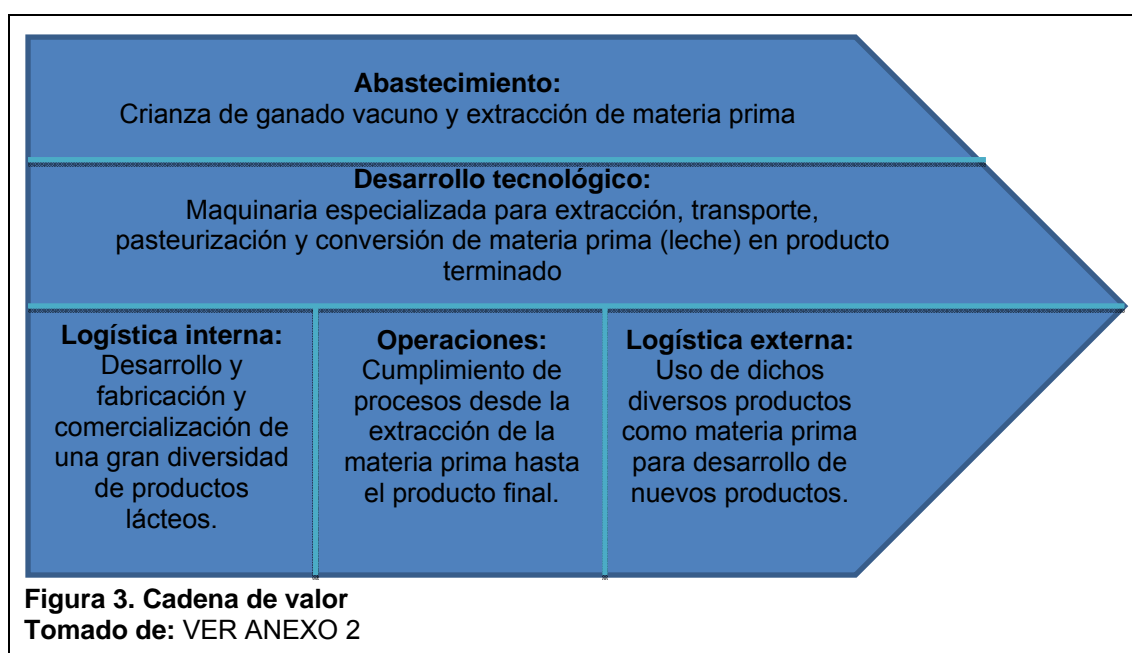 Abastecimiento:
Crianza de ganado vacuno y extracción de materia prima
Desarrollo tecnológico:
Maquinaria especializada para extracción, transporte,
pasteurización y conversión de materia prima (leche) en producto
terminado
Logística interna:
Desarrollo y
fabricación y
comercialización de
una gran diversidad
de productos
lácteos.
Operaciones:
Cumplimiento de
procesos desde la
extracción de la
materia prima hasta
el producto final.
Logística externa:
Uso de dichos
diversos productos
como materia prima
para desarrollo de
nuevos productos.
Figura 3. Cadena de valor
Tomado de: VER ANEXO 2